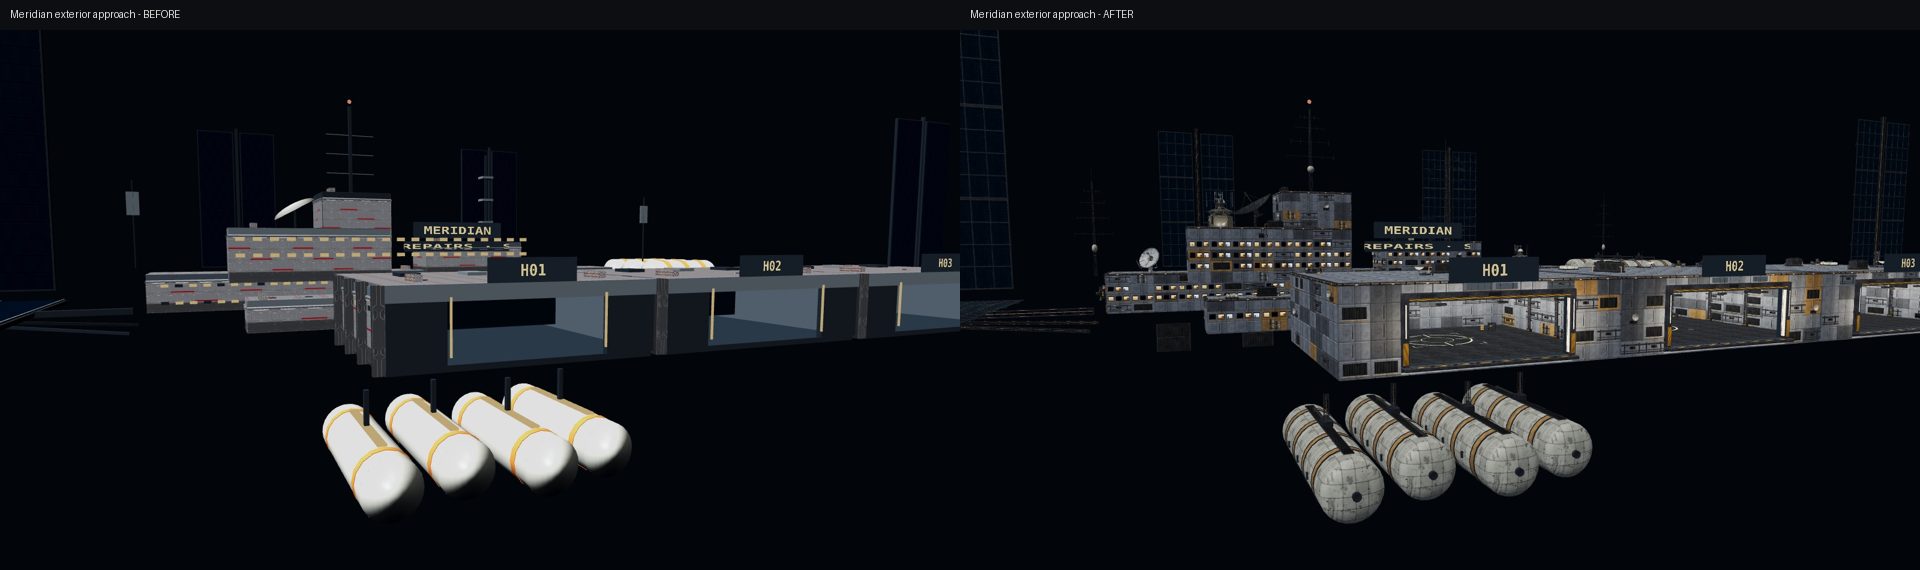 Meridian exterior approach - BEFORE
Meridian exterior approach - AFTER
MERIDIAN
REPAIRS - S
H01
H02
H03
MERIDIAN
REPAIRS - S
H01
H02
H03